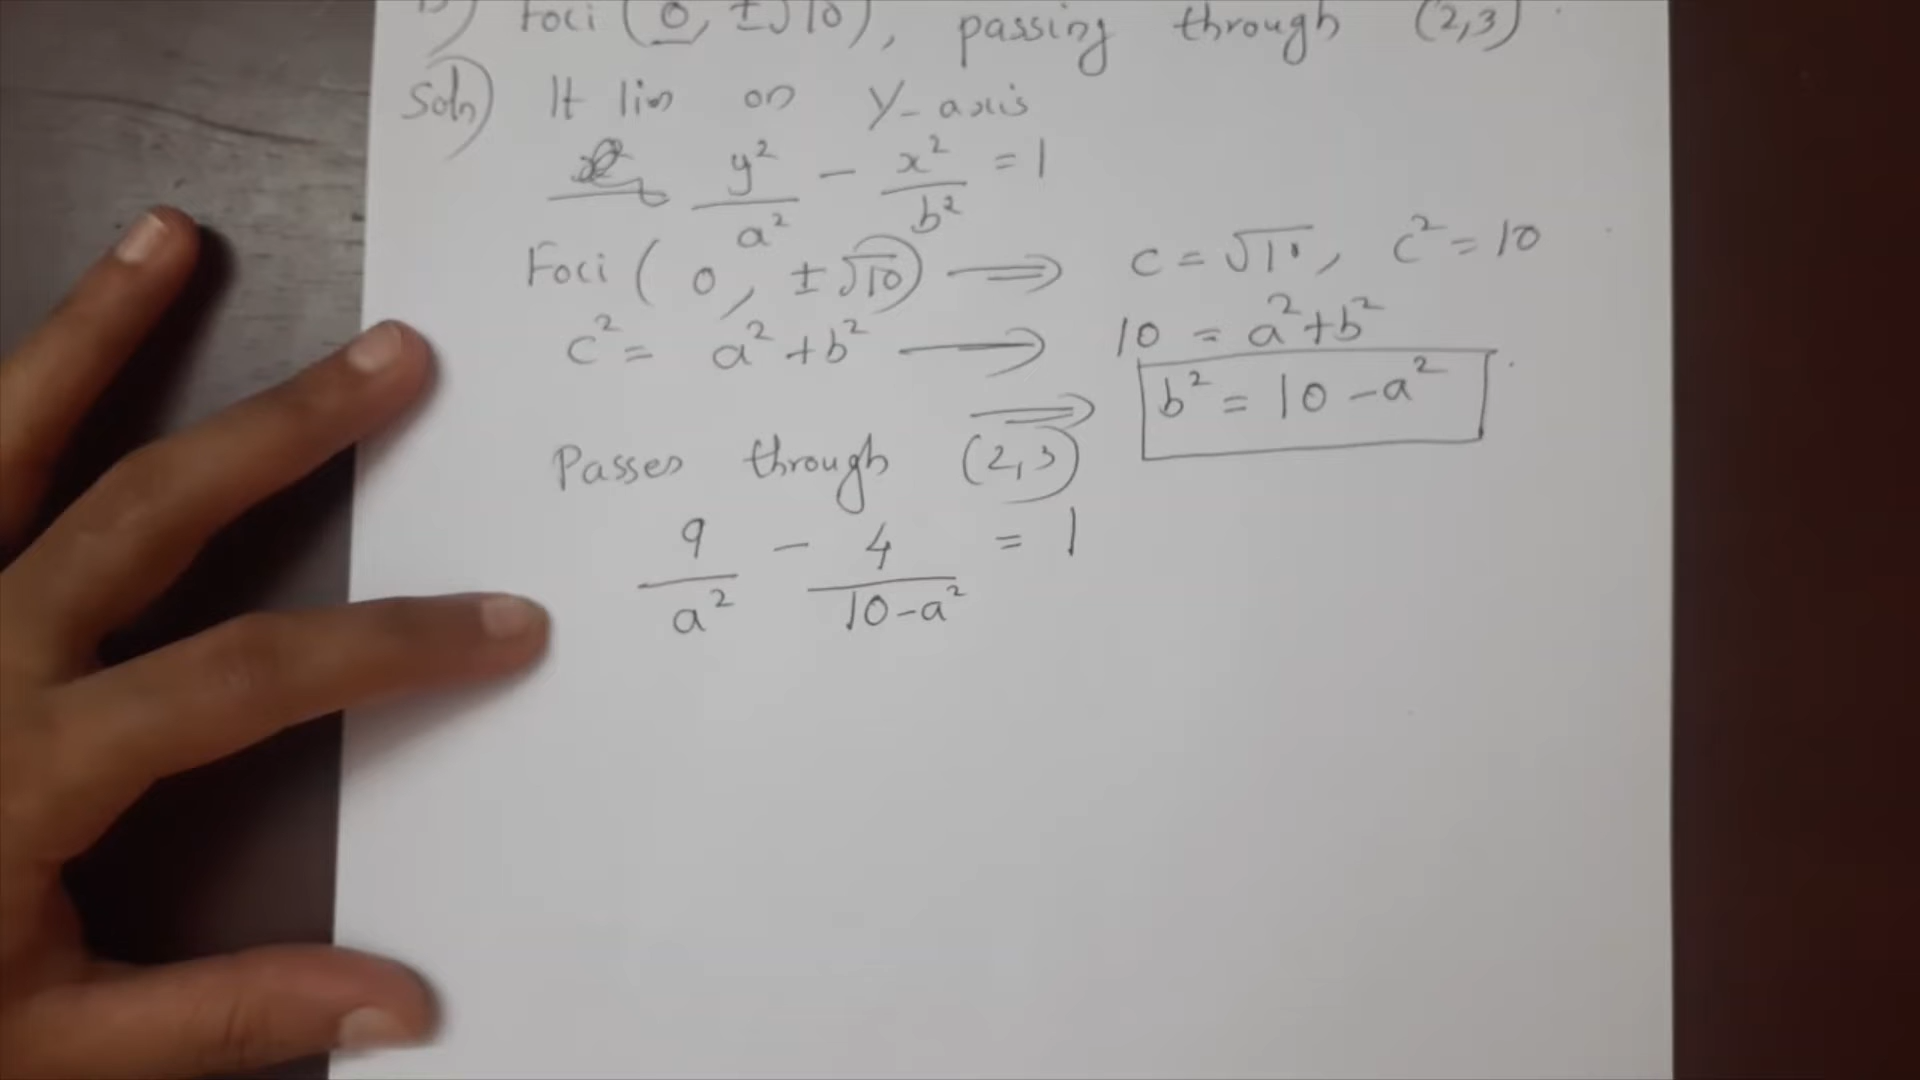 Foci (0, ±√10), passing through (2,3)
Soln) It lies on Y-axis
y²/a² - x²/b² = 1
Foci (0, ±√10) ⟹ c = √10, c² = 10
c² = a² + b² ⟶ 10 = a² + b²
⟹ b² = 10 - a²
Passes through (2,3)
9/a² - 4/(10-a²) = 1